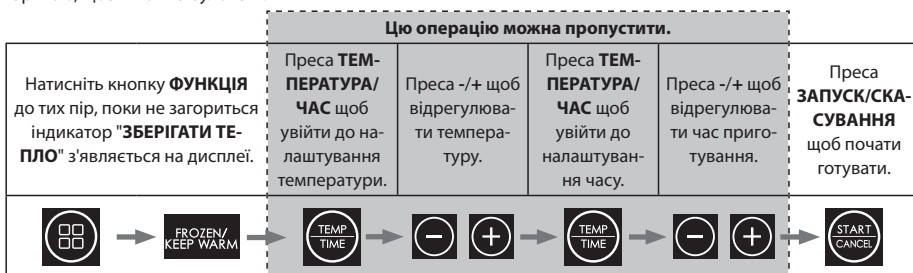 Цю операцію можна пропустити.
Натисніть кнопку ФУНКЦІЯ
до тих пір, поки не загориться
індикатор "ЗБЕРІГАТИ ТЕ-
ПЛО" з'являється на дисплеї.
Преса ТЕМ-
ПЕРАТУРА/
ЧАС щоб
увійти до на-
лаштування
температури.
Преса -/+ щоб
відрегулюва-
ти темпера-
туру.
Преса ТЕМ-
ПЕРАТУРА/
ЧАС щоб
увійти до
налаштуван-
ня часу.
Преса -/+ щоб
відрегулюва-
ти час приго-
тування.
Преса
ЗАПУСК/СКА-
СУВАННЯ
щоб почати
готувати.
FROZEN/
KEEP WARM
TEMP
TIME
- +
TEMP
TIME
- +
START
CANCEL